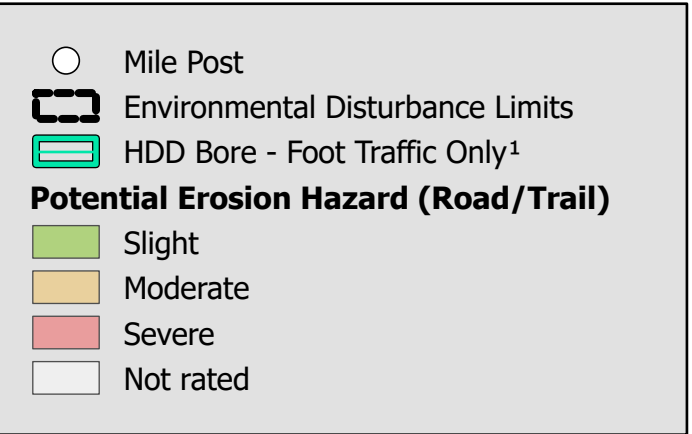 Mile Post
Environmental Disturbance Limits
HDD Bore - Foot Traffic Only¹
Potential Erosion Hazard (Road/Trail)
Slight
Moderate
Severe
Not rated